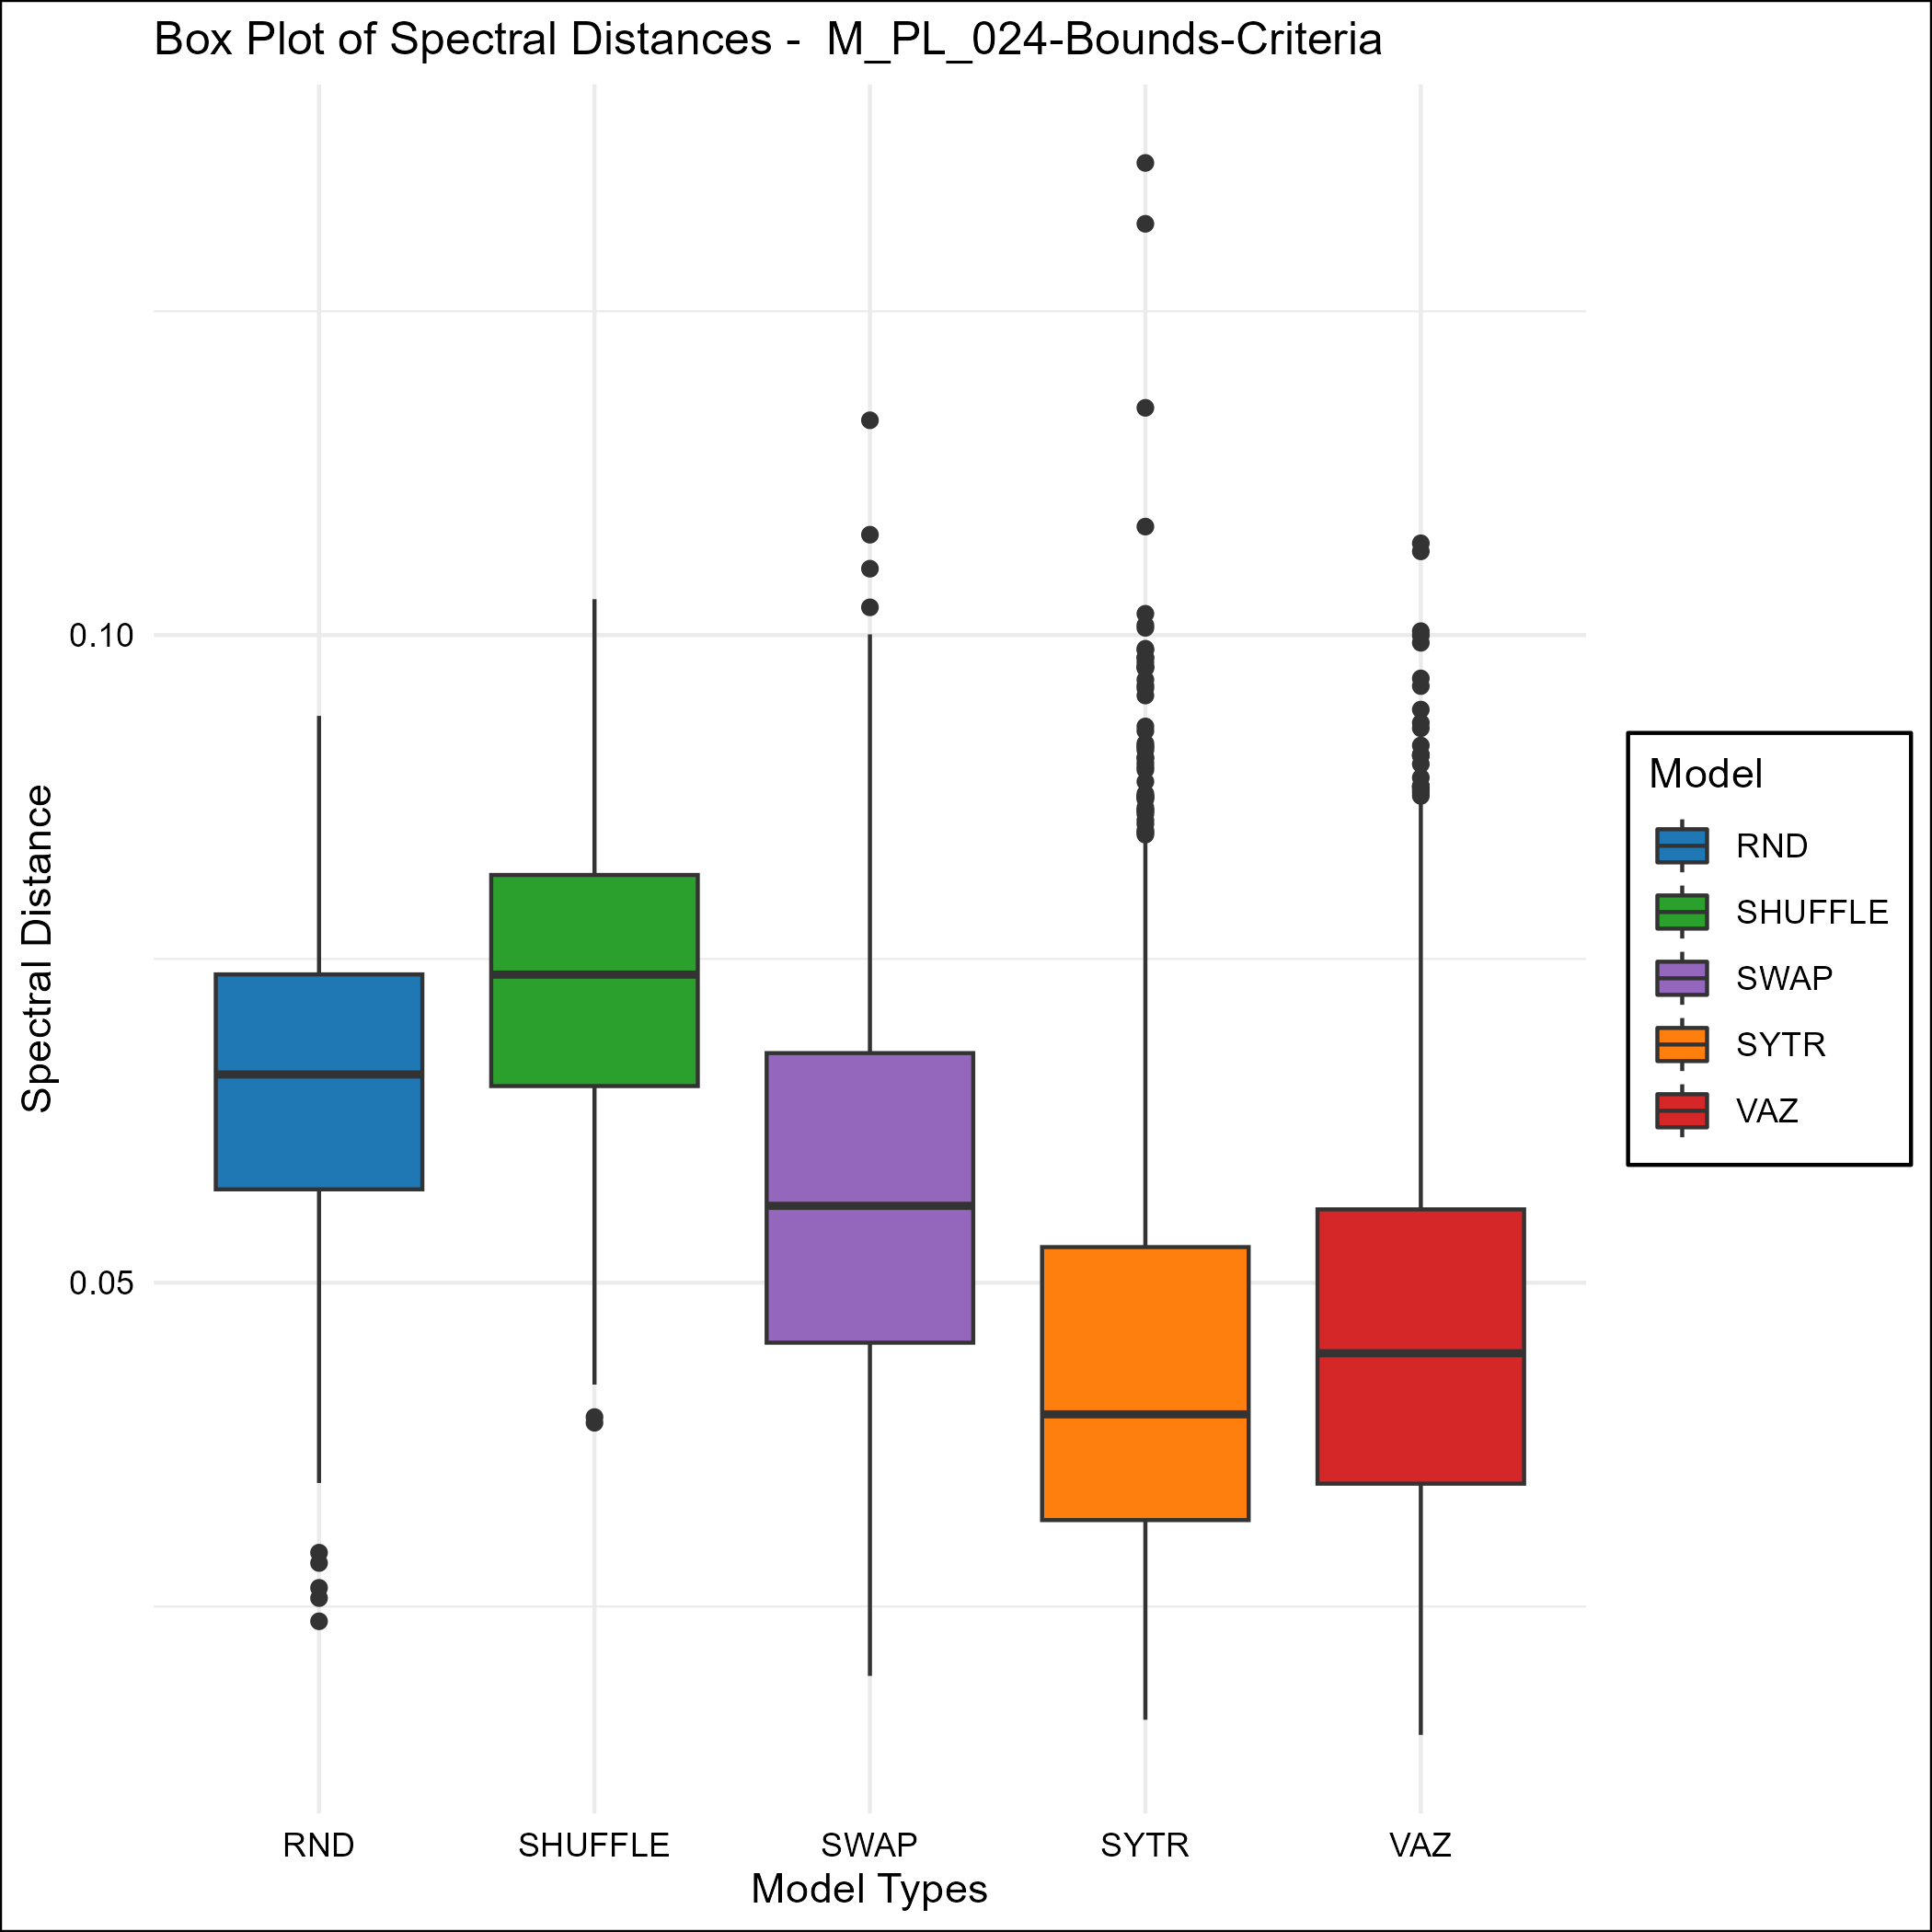 Box Plot of Spectral Distances -  M_PL_024-Bounds-Criteria
Spectral Distance
0.10
0.05
RND
SHUFFLE
SWAP
SYTR
VAZ
Model Types
Model
RND
SHUFFLE
SWAP
SYTR
VAZ